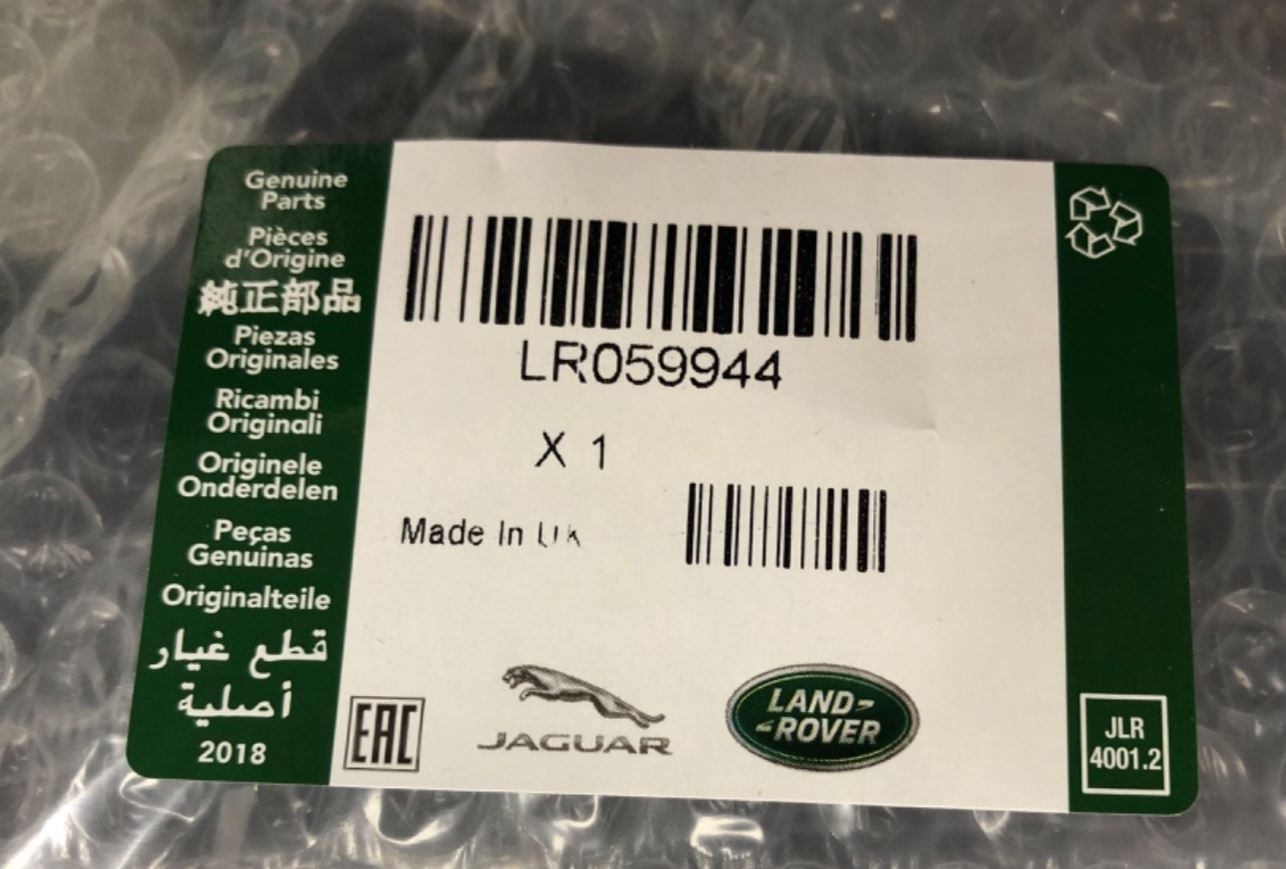 Genuine
Parts
Pièces
d'Origine
純正部品
Piezas
Originales
Ricambi
Originali
Originele
Onderdelen
Peças
Genuinas
Originalteile
قطع غيار
أصلية
2018
LR059944
X 1
Made In UK
EAC
JAGUAR
LAND-
-ROVER
JLR
4001.2